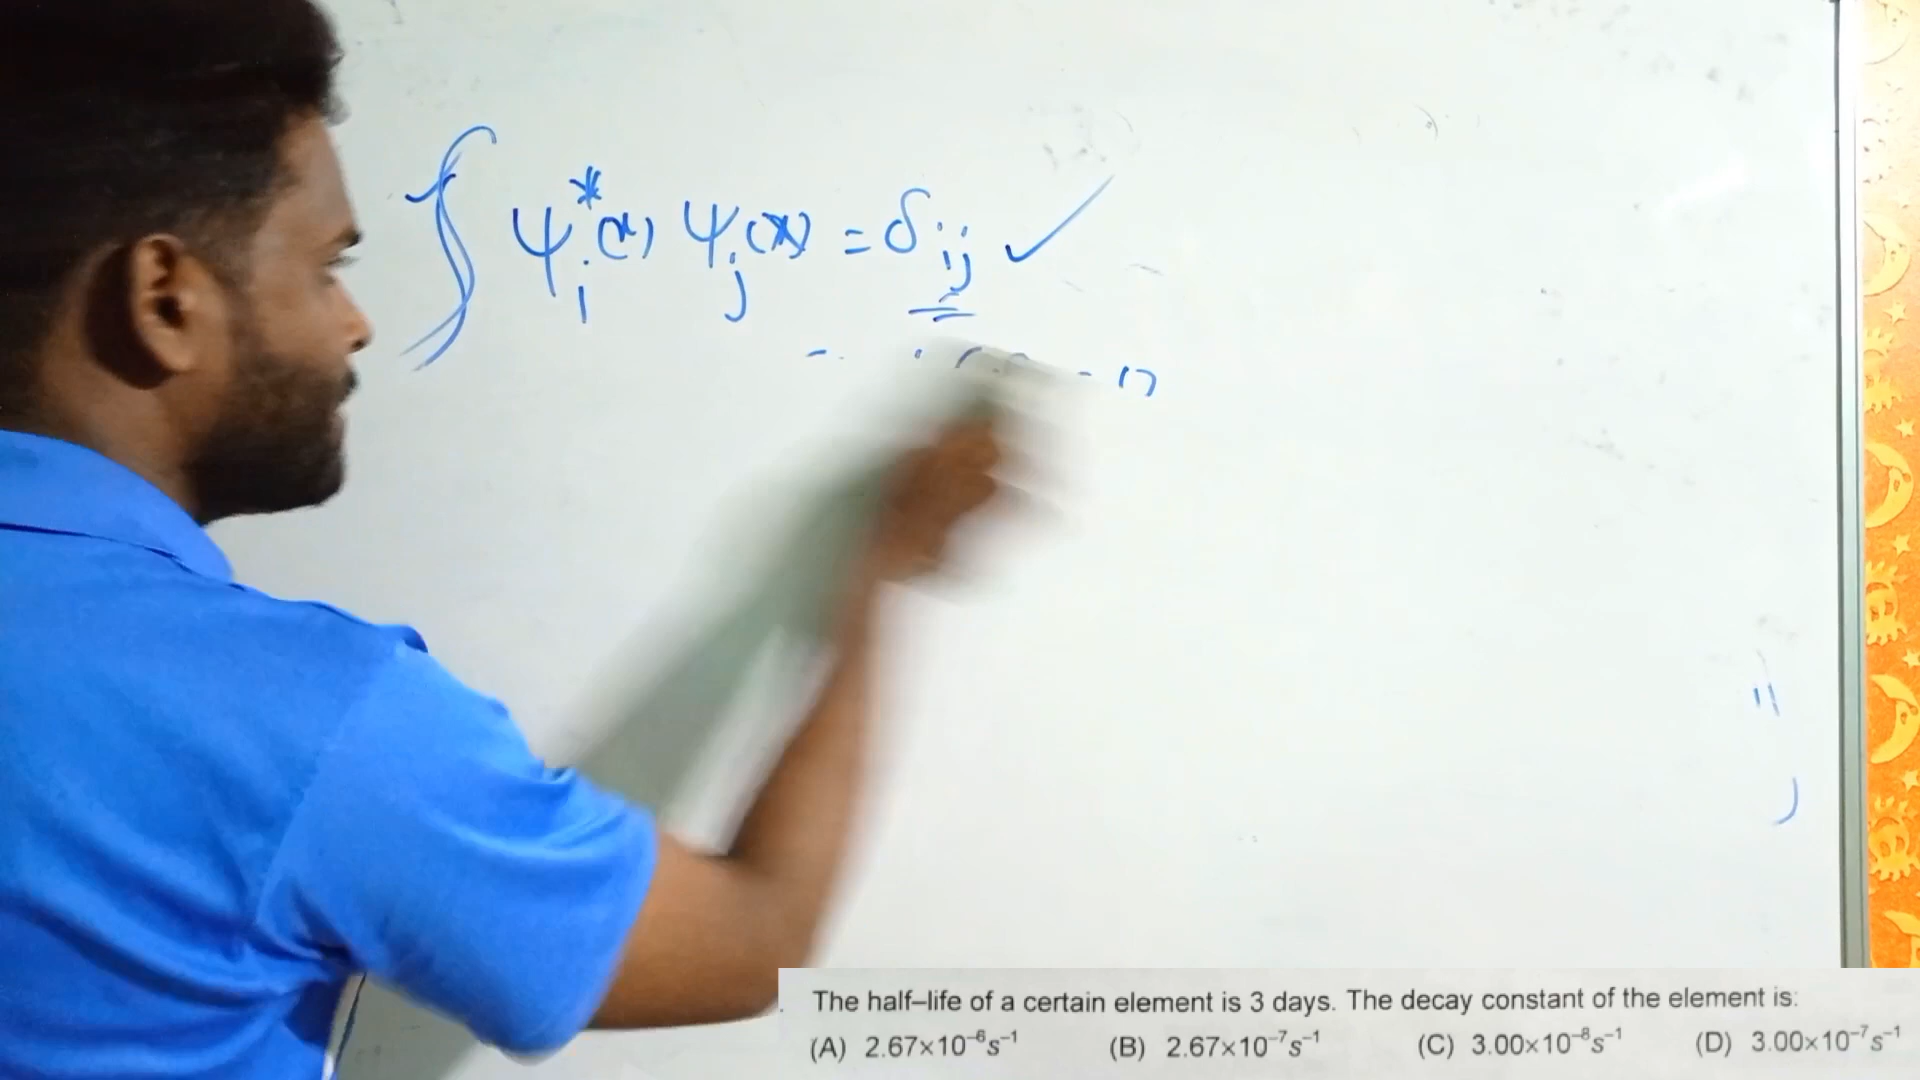 ∫ ψᵢ*(x) ψⱼ(x) = δᵢⱼ ✓
The half–life of a certain element is 3 days. The decay constant of the element is:
(A) 2.67×10⁻⁶s⁻¹ (B) 2.67×10⁻⁷s⁻¹ (C) 3.00×10⁻⁸s⁻¹ (D) 3.00×10⁻⁷s⁻¹